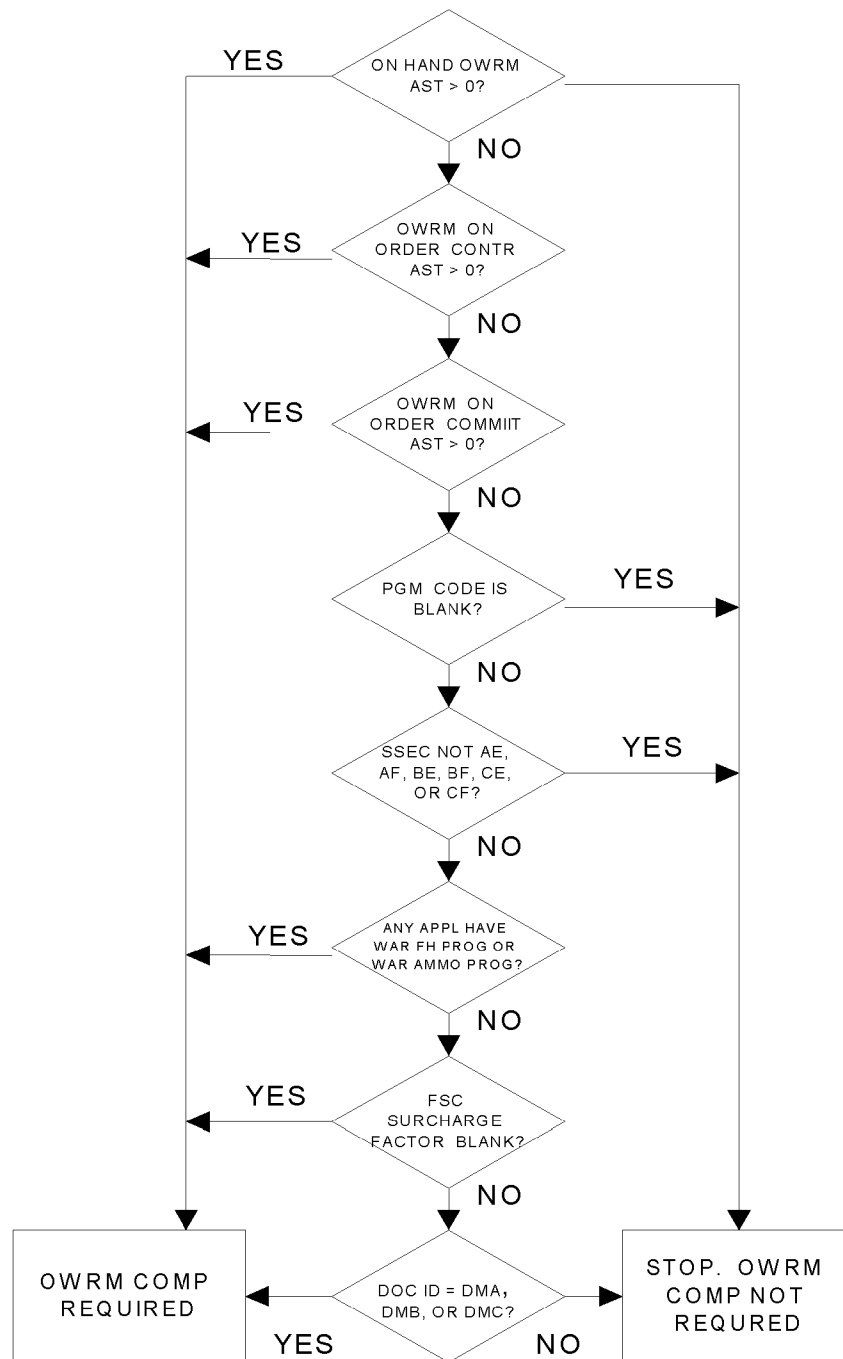 YES
ON HAND OWRM
AST > 0?
NO
OWRM ON
ORDER CONTR
AST > 0?
YES
NO
OWRM ON
ORDER COMMIIT
AST > 0?
YES
NO
PGM CODE IS
BLANK?
YES
NO
SSEC NOT AE,
AF, BE, BF, CE,
OR CF?
YES
NO
ANY APPL HAVE
WAR FH PROG OR
WAR AMMO PROG?
YES
NO
FSC
SURCHARGE
FACTOR BLANK?
YES
NO
OWRM COMP
REQUIRED
DOC ID = DMA,
DMB, OR DMC?
YES
NO
STOP. OWRM
COMP NOT
REQURED